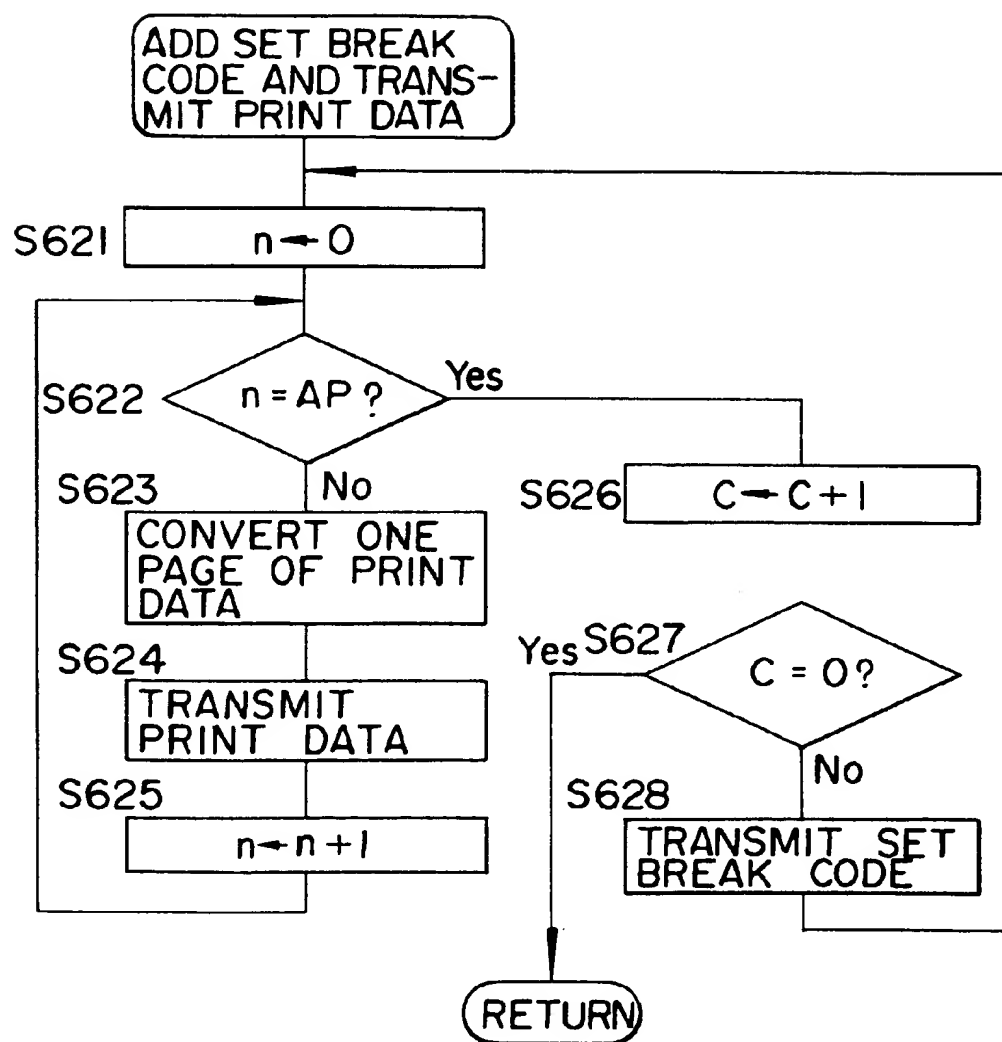 ADD SET BREAK
CODE AND TRANS-
MIT PRINT DATA
S621
n ← 0
S622
n = AP ?
Yes
No
S623
CONVERT ONE
PAGE OF PRINT
DATA
S624
TRANSMIT
PRINT DATA
S625
n ← n + 1
S626
C ← C + 1
S627
C = 0 ?
Yes
No
S628
TRANSMIT SET
BREAK CODE
RETURN